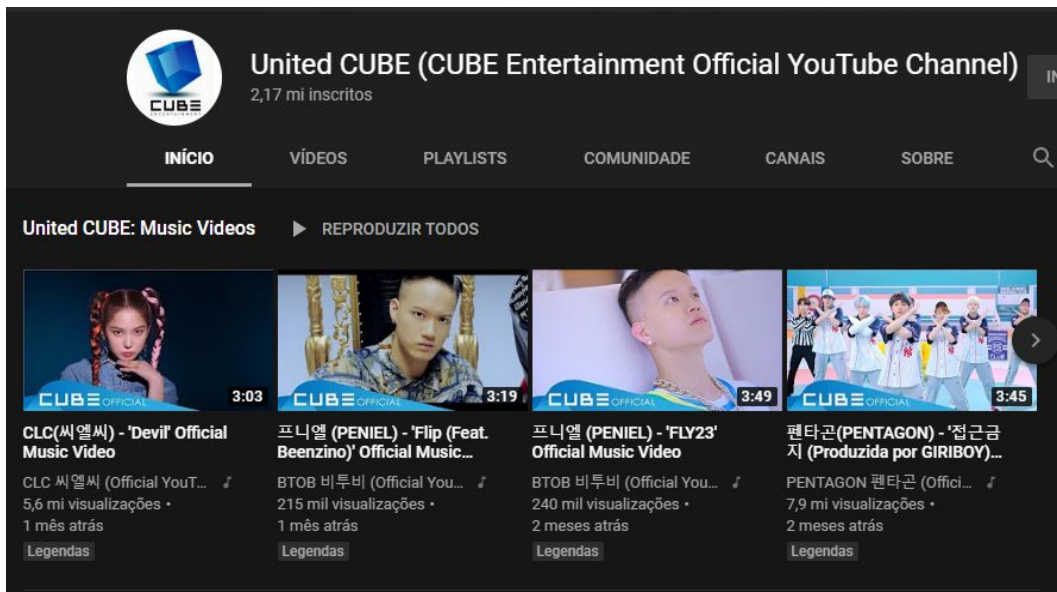 CUBE
ENTERTAINMENT
United CUBE (CUBE Entertainment Official YouTube Channel)
2,17 mi inscritos
INÍCIO VÍDEOS PLAYLISTS COMUNIDADE CANAIS SOBRE
United CUBE: Music Videos REPRODUZIR TODOS
CUBE OFFICIAL 3:03
CUBE OFFICIAL 3:19
CUBE OFFICIAL 3:49
CUBE OFFICIAL 3:45
CLC(씨엘씨) - 'Devil' Official
Music Video
CLC 씨엘씨 (Official YouT...
5,6 mi visualizações •
1 mês atrás
Legendas
프니엘 (PENIEL) - 'Flip (Feat.
Beenzino)' Official Music...
BTOB 비투비 (Official You...
215 mil visualizações •
1 mês atrás
Legendas
프니엘 (PENIEL) - 'FLY23'
Official Music Video
BTOB 비투비 (Official You...
240 mil visualizações •
2 meses atrás
Legendas
펜타곤(PENTAGON) - '접근금
지 (Produzida por GIRIBOY)...
PENTAGON 펜타곤 (Offici...
7,9 mi visualizações •
2 meses atrás
Legendas